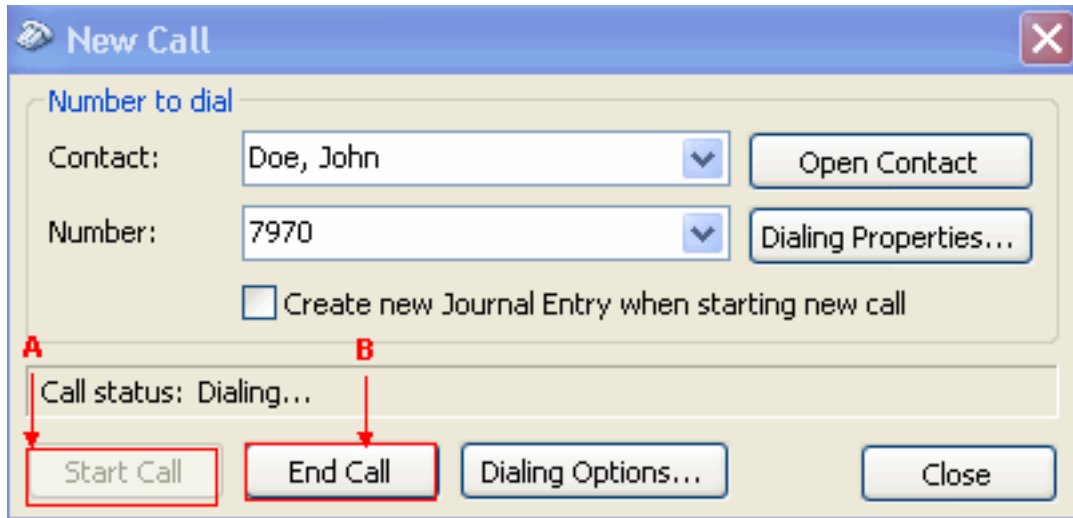 New Call
Number to dial
Contact: Doe, John Open Contact
Number: 7970 Dialing Properties...
Create new Journal Entry when starting new call
A B
Call status: Dialing...
Start Call End Call Dialing Options... Close